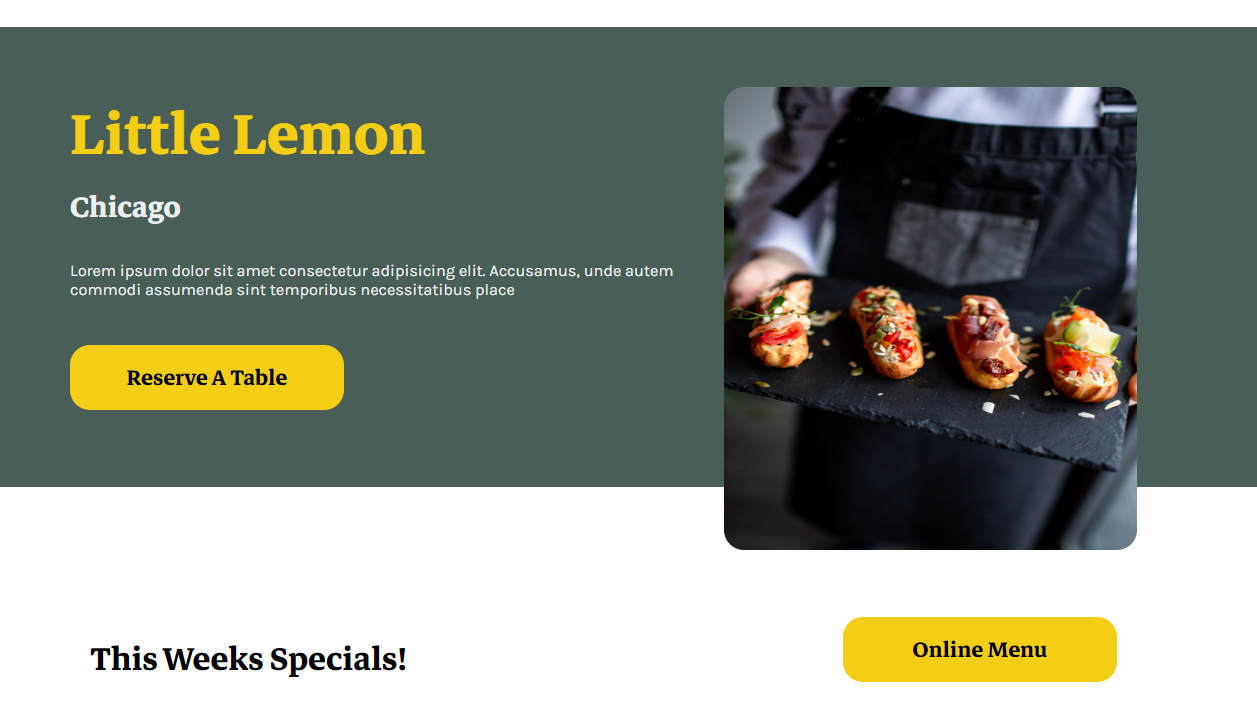 Little Lemon
Chicago
Lorem ipsum dolor sit amet consectetur adipisicing elit. Accusamus, unde autem
commodi assumenda sint temporibus necessitatibus place
Reserve A Table
This Weeks Specials!
Online Menu